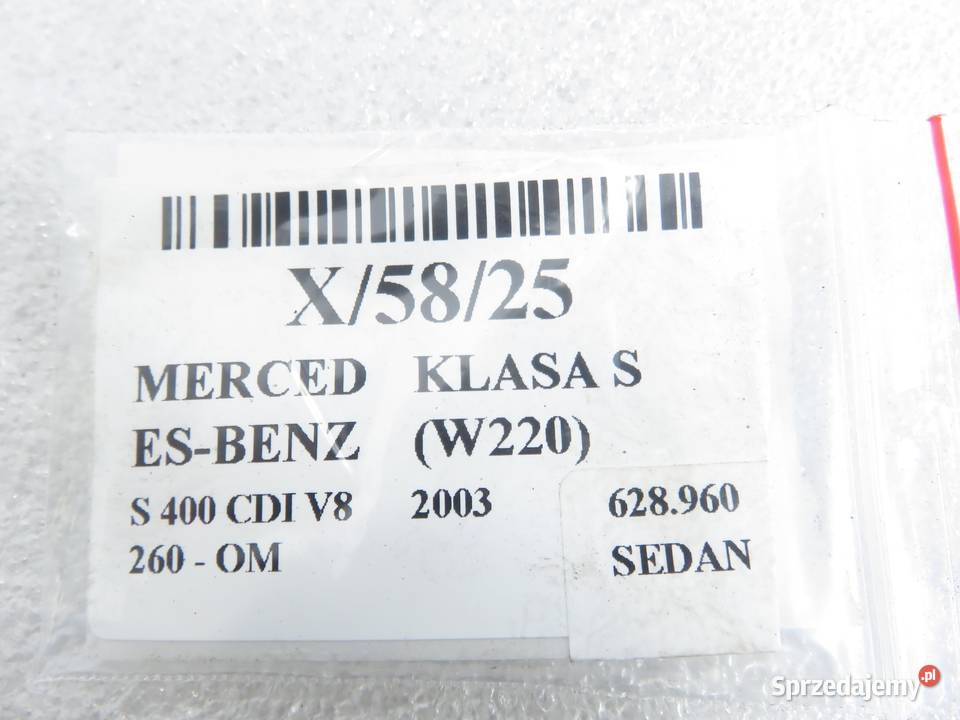 X/58/25
MERCED KLASA S
ES-BENZ (W220)
S 400 CDI V8 2003 628.960
260 - OM SEDAN
Sprzedajemy.pl